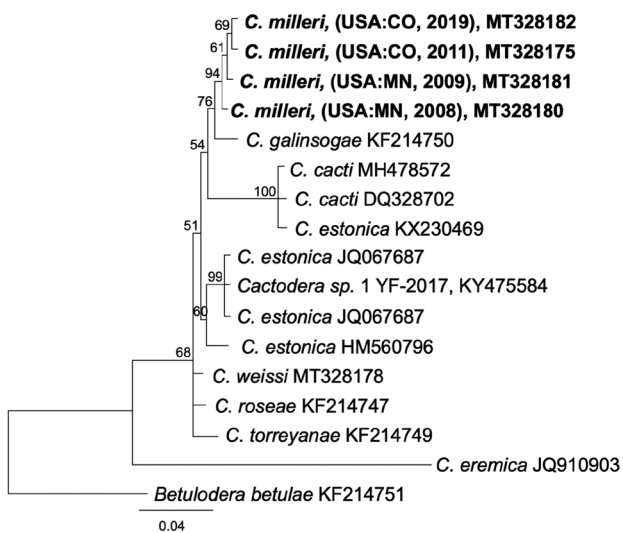 69
C. milleri, (USA:CO, 2019), MT328182
61
C. milleri, (USA:CO, 2011), MT328175
94
C. milleri, (USA:MN, 2009), MT328181
76
C. milleri, (USA:MN, 2008), MT328180
54
C. galinsogae KF214750
C. cacti MH478572
100
C. cacti DQ328702
51
C. estonica KX230469
C. estonica JQ067687
99
Cactodera sp. 1 YF-2017, KY475584
60
C. estonica JQ067687
C. estonica HM560796
68
C. weissi MT328178
C. roseae KF214747
C. torreyanae KF214749
C. eremica JQ910903
Betulodera betulae KF214751
0.04